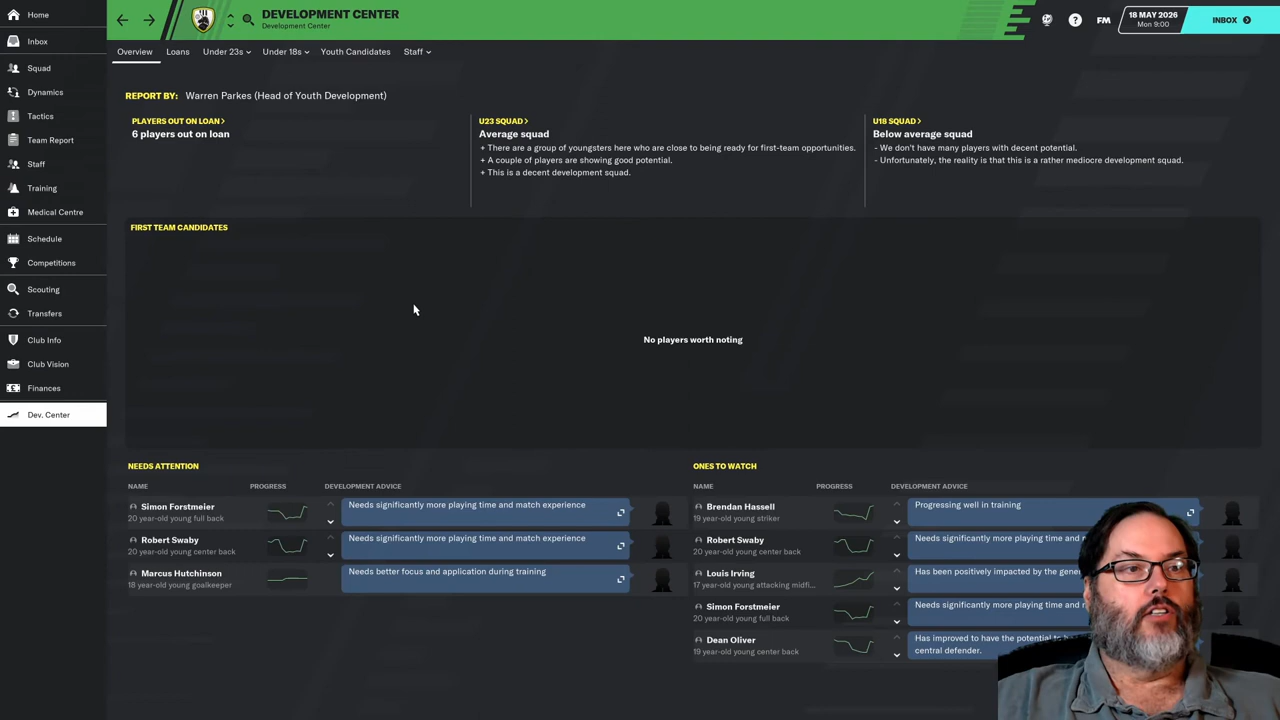 Home
Inbox
Squad
Dynamics
Tactics
Team Report
Staff
Training
Medical Centre
Schedule
Competitions
Scouting
Transfers
Club Info
Club Vision
Finances
Dev. Center
DEVELOPMENT CENTER
Development Center
?
FM
18 MAY 2026
Mon 9:00
INBOX
Overview
Loans
Under 23s
Under 18s
Youth Candidates
Staff
REPORT BY: Warren Parkes (Head of Youth Development)
PLAYERS OUT ON LOAN >
6 players out on loan
U23 SQUAD >
Average squad
+ There are a group of youngsters here who are close to being ready for first-team opportunities.
+ A couple of players are showing good potential.
+ This is a decent development squad.
U18 SQUAD >
Below average squad
- We don't have many players with decent potential.
- Unfortunately, the reality is that this is a rather mediocre development squad.
FIRST TEAM CANDIDATES
No players worth noting
NEEDS ATTENTION
NAME PROGRESS DEVELOPMENT ADVICE
Simon Forstmeier
20 year-old young full back
Needs significantly more playing time and match experience
Robert Swaby
20 year-old young center back
Needs significantly more playing time and match experience
Marcus Hutchinson
18 year-old young goalkeeper
Needs better focus and application during training
ONES TO WATCH
NAME PROGRESS DEVELOPMENT ADVICE
Brendan Hassell
19 year-old young striker
Progressing well in training
Robert Swaby
20 year-old young center back
Needs significantly more playing time and
Louis Irving
17 year-old young attacking midfi...
Has been positively impacted by the
Simon Forstmeier
20 year-old young full back
Needs significantly more playing time and
Dean Oliver
19 year-old young center back
Has improved to have the potential to
central defender.